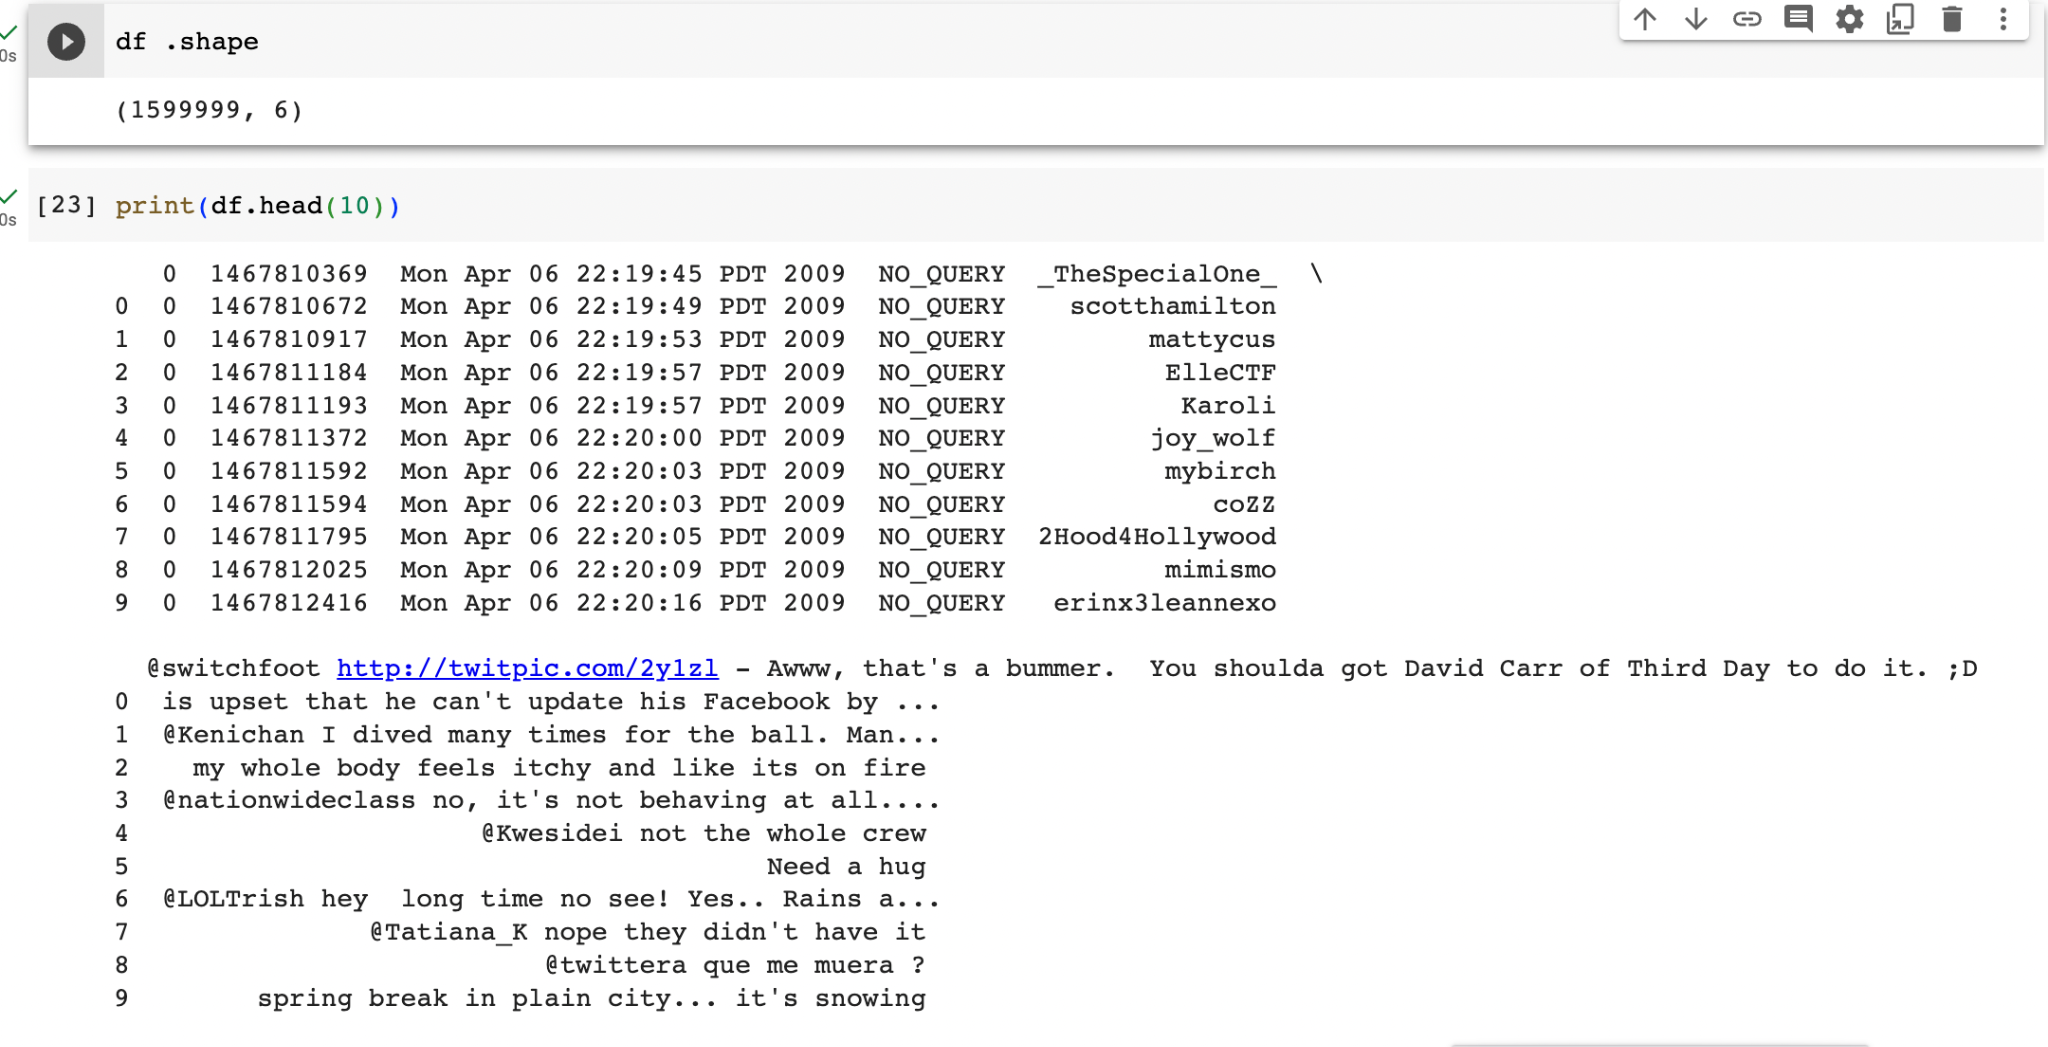 df .shape
0s
(1599999, 6)
[23] print(df.head(10))
0s
0 1467810369 Mon Apr 06 22:19:45 PDT 2009 NO_QUERY _TheSpecialOne_ \
0 0 1467810672 Mon Apr 06 22:19:49 PDT 2009 NO_QUERY scotthamilton
1 0 1467810917 Mon Apr 06 22:19:53 PDT 2009 NO_QUERY mattycus
2 0 1467811184 Mon Apr 06 22:19:57 PDT 2009 NO_QUERY ElleCTF
3 0 1467811193 Mon Apr 06 22:19:57 PDT 2009 NO_QUERY Karoli
4 0 1467811372 Mon Apr 06 22:20:00 PDT 2009 NO_QUERY joy_wolf
5 0 1467811592 Mon Apr 06 22:20:03 PDT 2009 NO_QUERY mybirch
6 0 1467811594 Mon Apr 06 22:20:03 PDT 2009 NO_QUERY coZZ
7 0 1467811795 Mon Apr 06 22:20:05 PDT 2009 NO_QUERY 2Hood4Hollywood
8 0 1467812025 Mon Apr 06 22:20:09 PDT 2009 NO_QUERY mimismo
9 0 1467812416 Mon Apr 06 22:20:16 PDT 2009 NO_QUERY erinx3leannexo
@switchfoot http://twitpic.com/2y1zl - Awww, that's a bummer.  You shoulda got David Carr of Third Day to do it. ;D
0 is upset that he can't update his Facebook by ...
1 @Kenichan I dived many times for the ball. Man...
2 my whole body feels itchy and like its on fire
3 @nationwideclass no, it's not behaving at all....
4 @Kwesidei not the whole crew
5 Need a hug
6 @LOLTrish hey  long time no see! Yes.. Rains a...
7 @Tatiana_K nope they didn't have it
8 @twittera que me muera ?
9 spring break in plain city... it's snowing